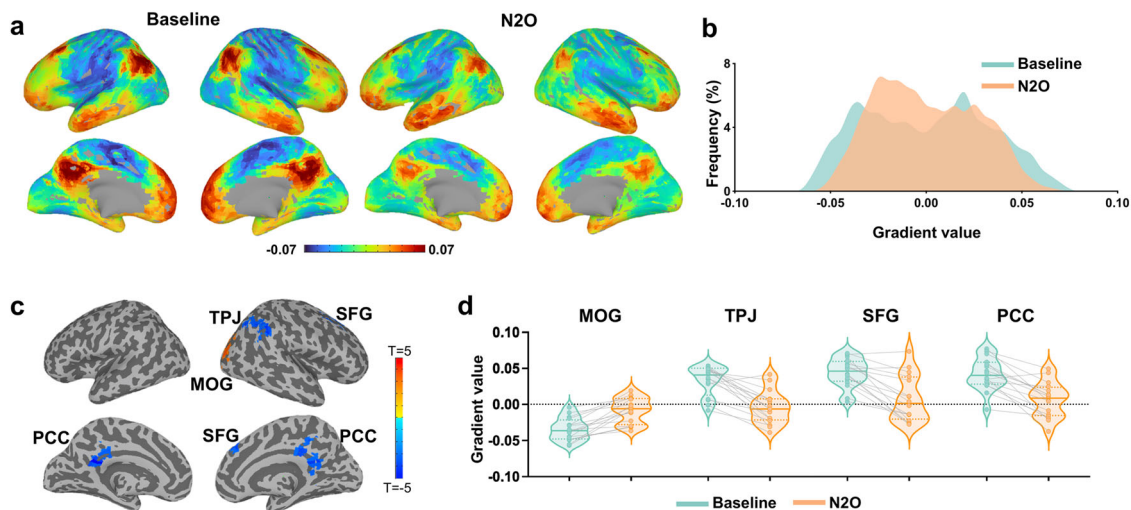 a
Baseline
N2O
-0.07
0.07
b
Baseline
N2O
Frequency (%)
8
4
0
-0.10
-0.05
0.00
0.05
0.10
Gradient value
c
TPJ
SFG
MOG
PCC
SFG
PCC
T=5
T=-5
d
MOG
TPJ
SFG
PCC
Gradient value
0.10
0.05
0.00
-0.05
-0.10
Baseline
N2O